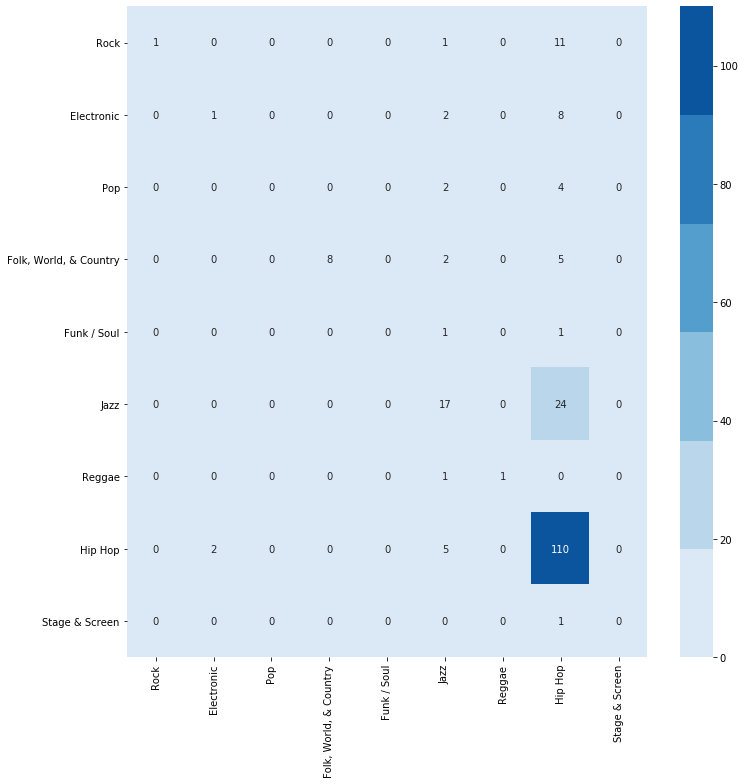 Rock 1 0 0 0 0 1 0 11 0
Electronic 0 1 0 0 0 2 0 8 0
Pop 0 0 0 0 0 2 0 4 0
Folk, World, & Country 0 0 0 8 0 2 0 5 0
Funk / Soul 0 0 0 0 0 1 0 1 0
Jazz 0 0 0 0 0 17 0 24 0
Reggae 0 0 0 0 0 1 1 0 0
Hip Hop 0 2 0 0 0 5 0 110 0
Stage & Screen 0 0 0 0 0 0 0 1 0
Rock
Electronic
Pop
Folk, World, & Country
Funk / Soul
Jazz
Reggae
Hip Hop
Stage & Screen
100
80
60
40
20
0